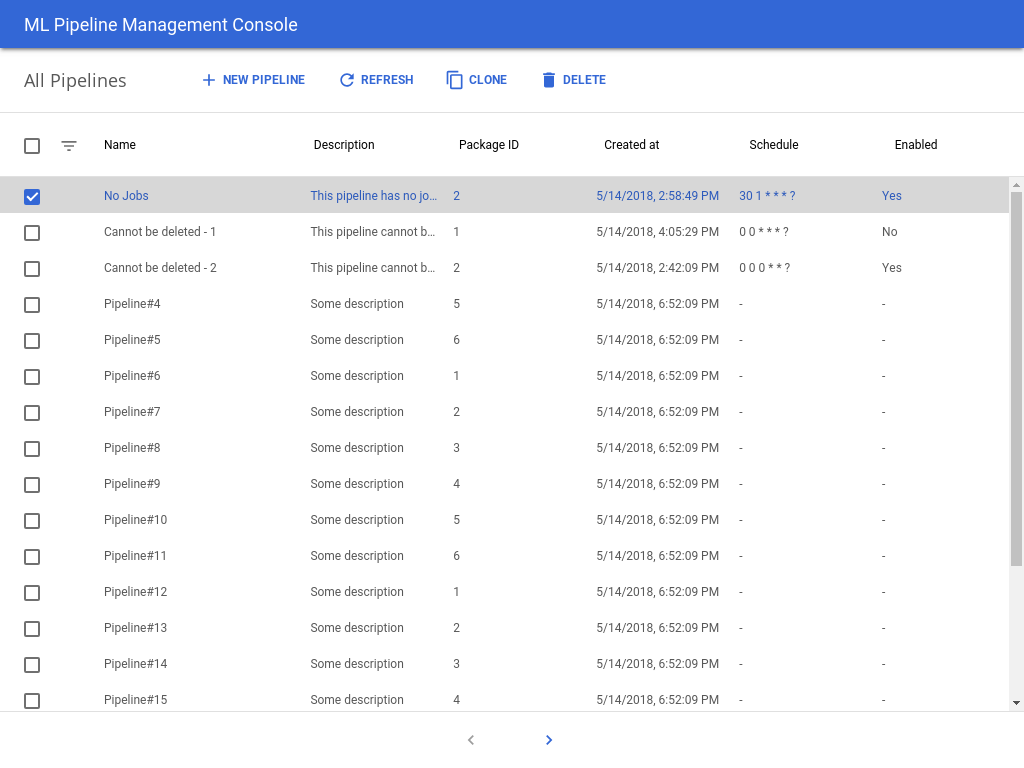 ML Pipeline Management Console
All Pipelines NEW PIPELINE REFRESH CLONE DELETE
Name Description Package ID Created at Schedule Enabled
No Jobs This pipeline has no jo... 2 5/14/2018, 2:58:49 PM 30 1 * * * ? Yes
Cannot be deleted - 1 This pipeline cannot b... 1 5/14/2018, 4:05:29 PM 0 0 * * * ? No
Cannot be deleted - 2 This pipeline cannot b... 2 5/14/2018, 2:42:09 PM 0 0 0 * * ? Yes
Pipeline#4 Some description 5 5/14/2018, 6:52:09 PM - -
Pipeline#5 Some description 6 5/14/2018, 6:52:09 PM - -
Pipeline#6 Some description 1 5/14/2018, 6:52:09 PM - -
Pipeline#7 Some description 2 5/14/2018, 6:52:09 PM - -
Pipeline#8 Some description 3 5/14/2018, 6:52:09 PM - -
Pipeline#9 Some description 4 5/14/2018, 6:52:09 PM - -
Pipeline#10 Some description 5 5/14/2018, 6:52:09 PM - -
Pipeline#11 Some description 6 5/14/2018, 6:52:09 PM - -
Pipeline#12 Some description 1 5/14/2018, 6:52:09 PM - -
Pipeline#13 Some description 2 5/14/2018, 6:52:09 PM - -
Pipeline#14 Some description 3 5/14/2018, 6:52:09 PM - -
Pipeline#15 Some description 4 5/14/2018, 6:52:09 PM - -